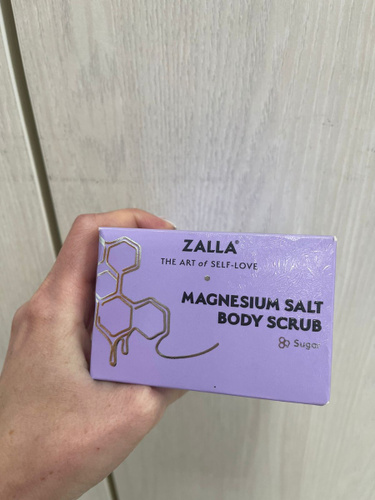 ZALLA®
THE ART of SELF-LOVE
MAGNESIUM SALT
BODY SCRUB
Sugar